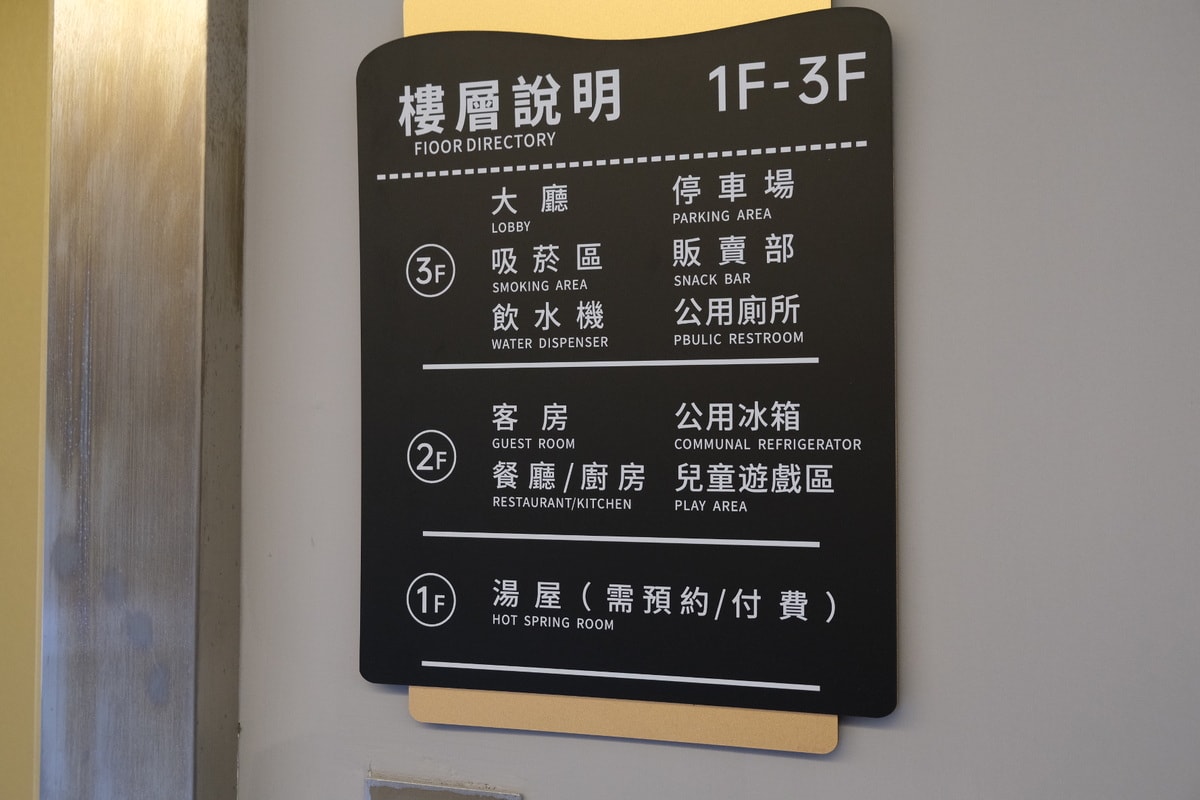 樓層說明 1F-3F
FIOOR DIRECTORY
3F
大廳
LOBBY
停車場
PARKING AREA
吸菸區
SMOKING AREA
販賣部
SNACK BAR
飲水機
WATER DISPENSER
公用廁所
PBULIC RESTROOM
2F
客房
GUEST ROOM
公用冰箱
COMMUNAL REFRIGERATOR
餐廳/廚房
RESTAURANT/KITCHEN
兒童遊戲區
PLAY AREA
1F
湯屋(需預約/付費)
HOT SPRING ROOM